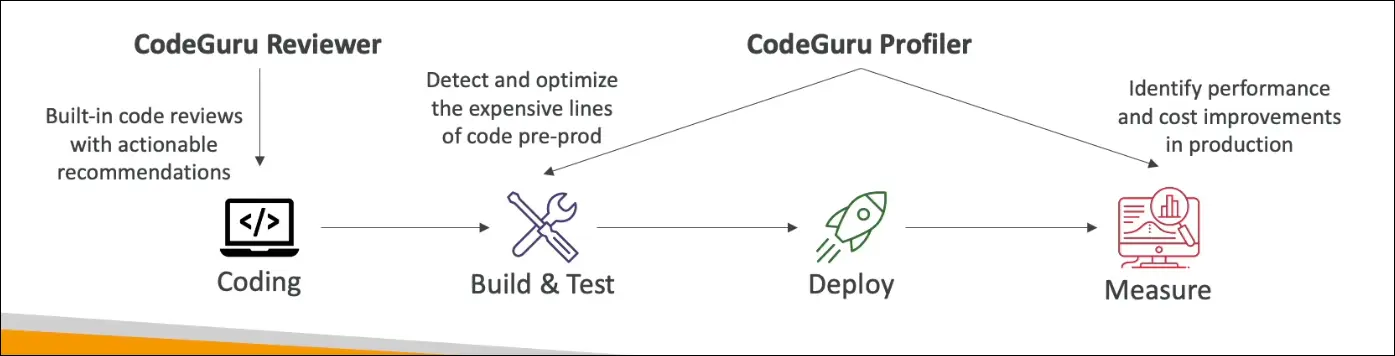 CodeGuru Reviewer
CodeGuru Profiler
Built-in code reviews
with actionable
recommendations
Detect and optimize
the expensive lines
of code pre-prod
Identify performance
and cost improvements
in production
</>
Coding
Build & Test
Deploy
Measure